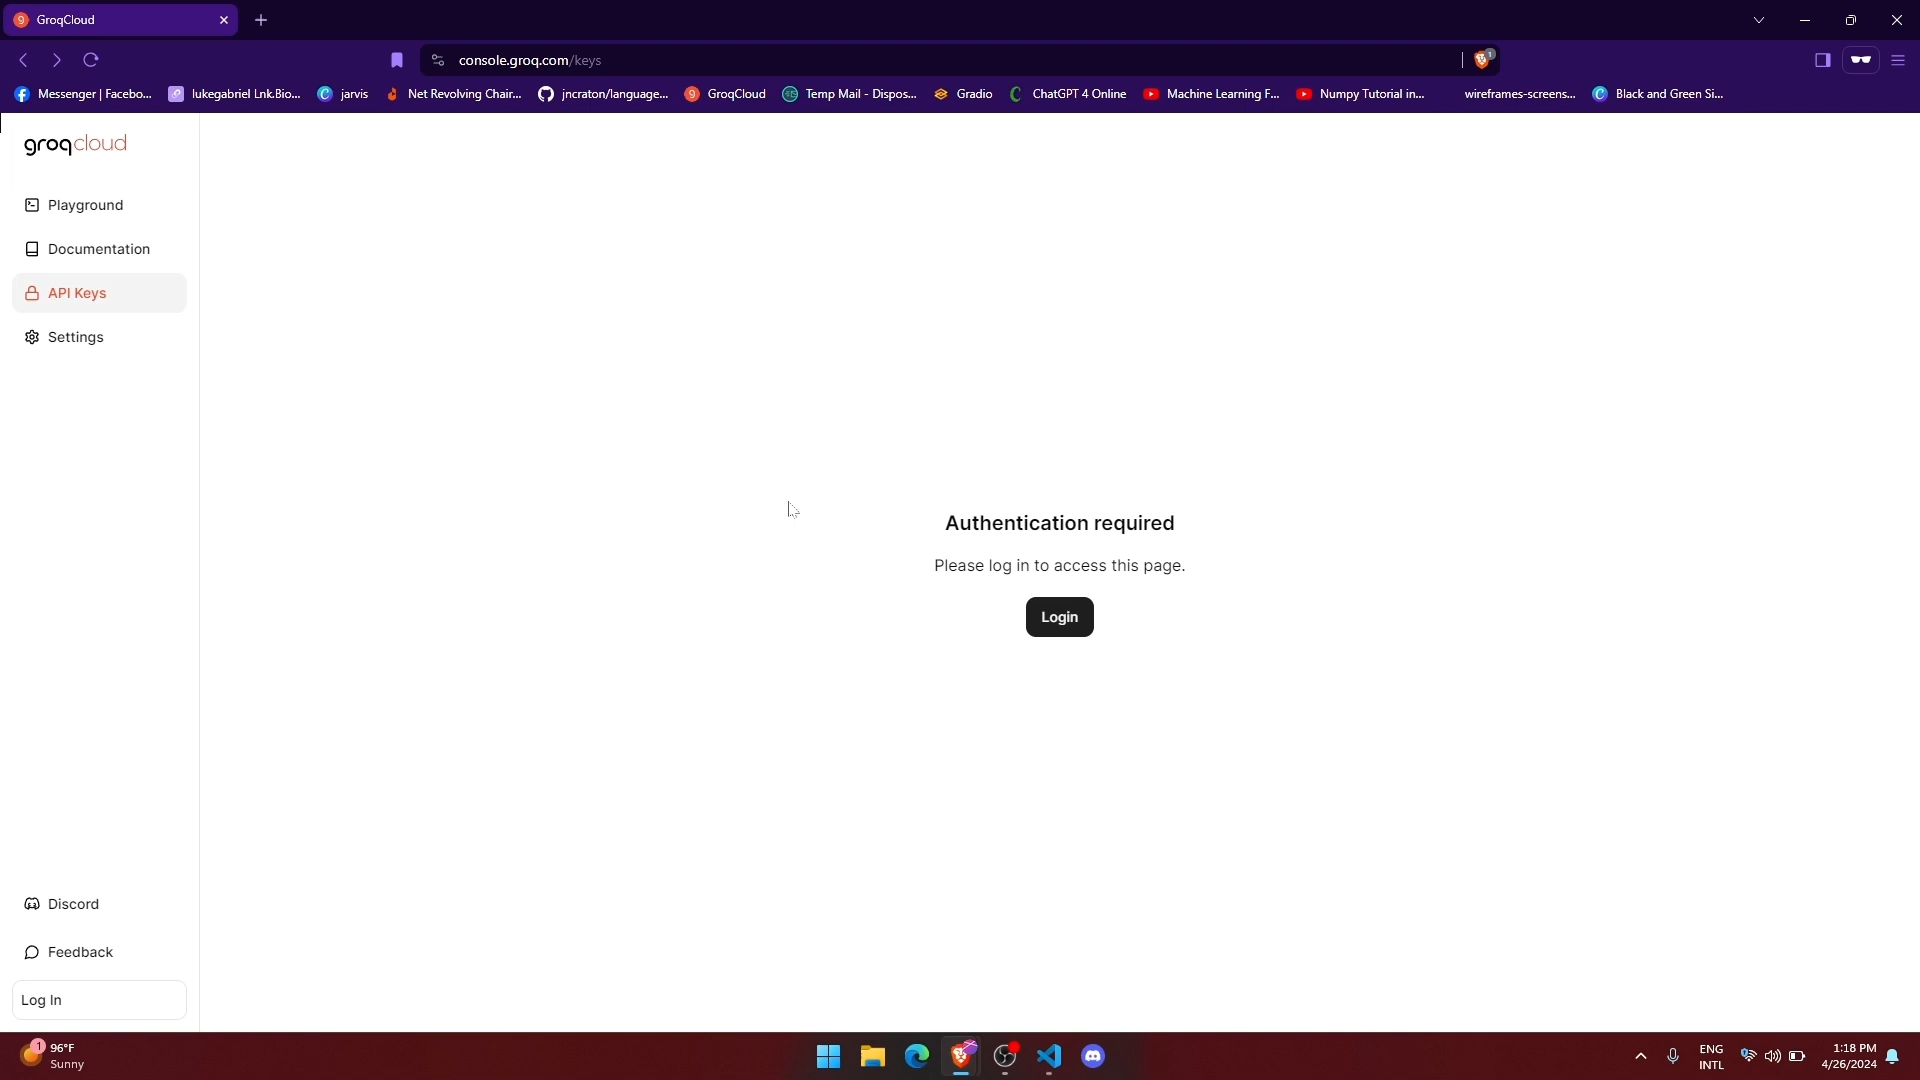 GroqCloud
console.groq.com/keys
1
Messenger | Facebo...
lukegabriel Lnk.Bio...
jarvis
Net Revolving Chair...
jncraton/language...
GroqCloud
Temp Mail - Dispos...
Gradio
ChatGPT 4 Online
Machine Learning F...
Numpy Tutorial in...
wireframes-screens...
Black and Green Si...
groqcloud
Playground
Documentation
API Keys
Settings
Authentication required
Please log in to access this page.
Login
Discord
Feedback
Log In
1
96°F
Sunny
ENG
INTL
1:18 PM
4/26/2024